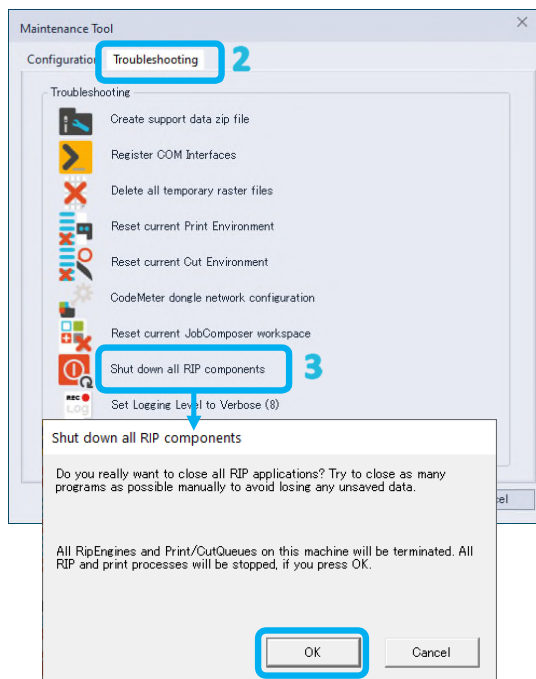 Maintenance Tool
Configuration Troubleshooting 2
Troubleshooting
Create support data zip file
Register COM Interfaces
Delete all temporary raster files
Reset current Print Environment
Reset current Cut Environment
CodeMeter dongle network configuration
Reset current JobComposer workspace
Shut down all RIP components 3
REC
LOG
Set Logging Level to Verbose (8)
Shut down all RIP components
Do you really want to close all RIP applications? Try to close as many
programs as possible manually to avoid losing any unsaved data.
cel
All RipEngines and Print/CutQueues on this machine will be terminated. All
RIP and print processes will be stopped, if you press OK.
OK Cancel